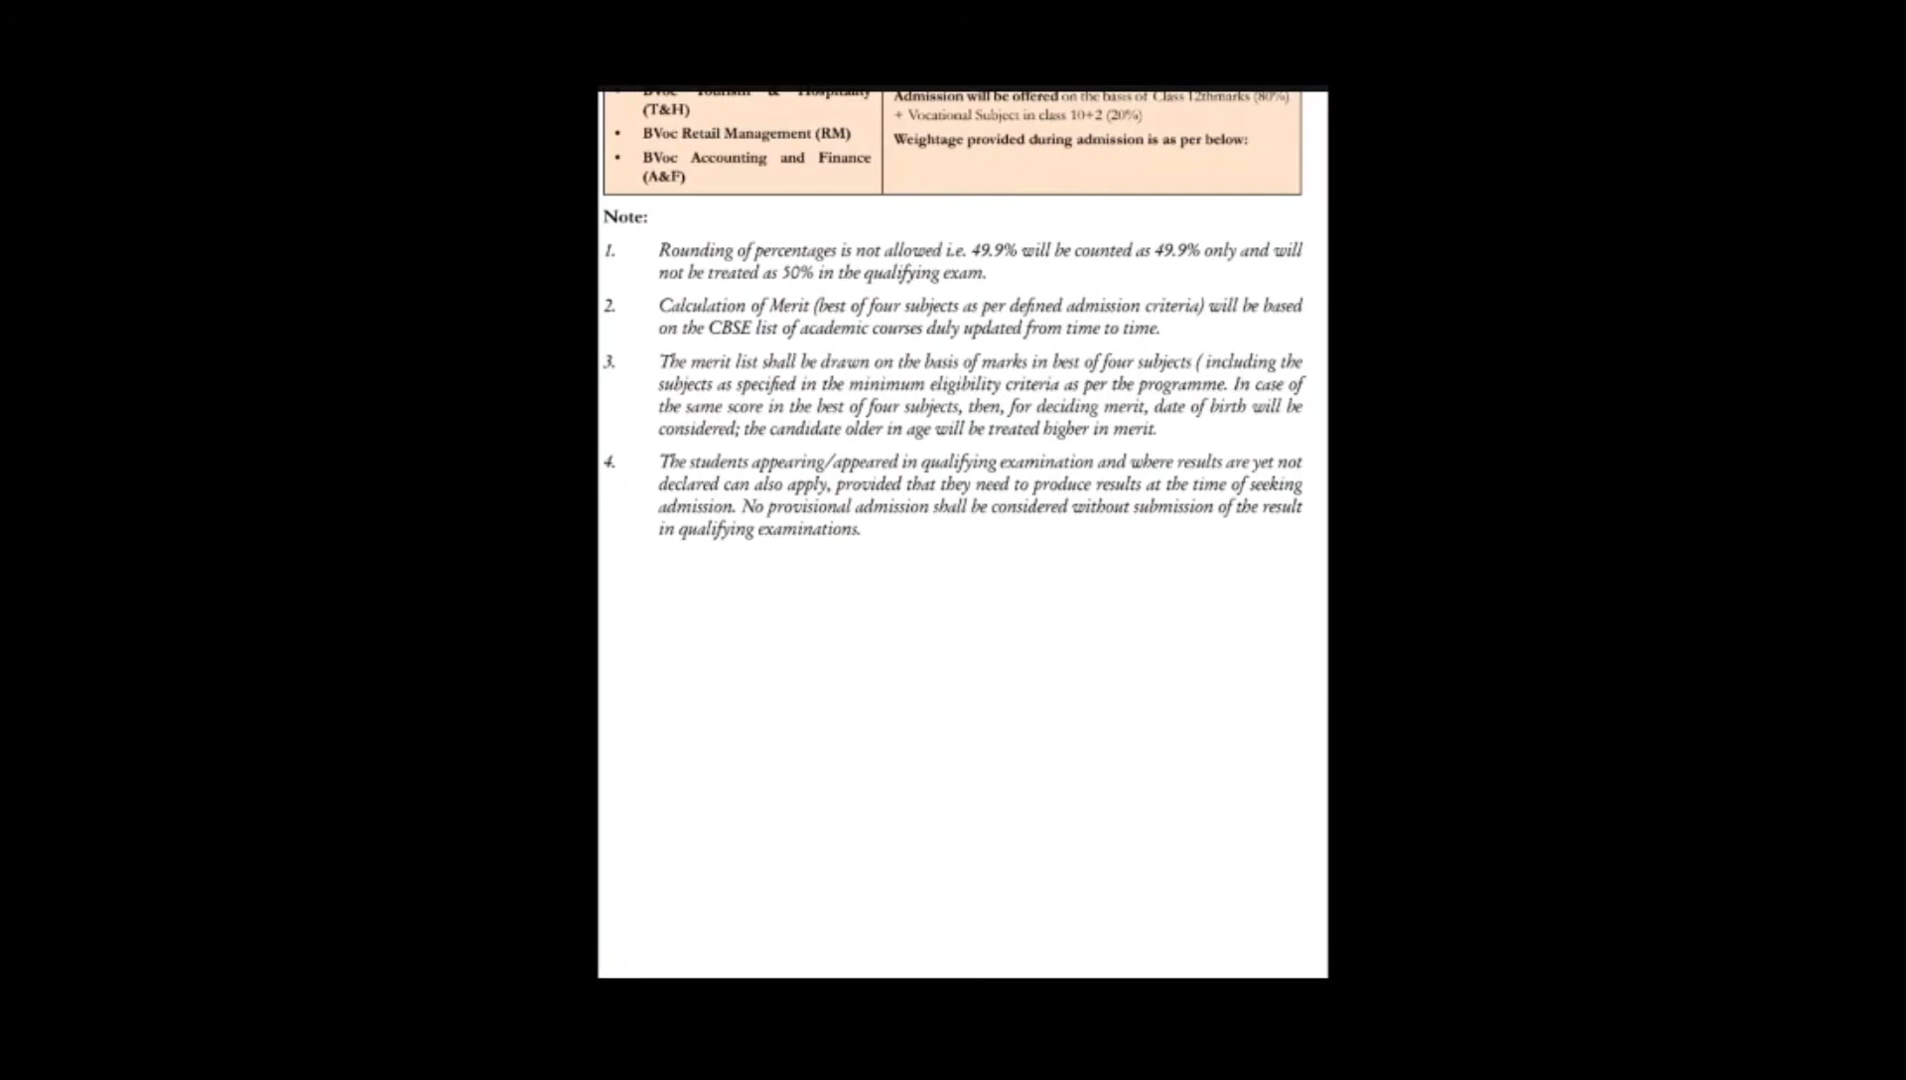 BVoc Tourism & Hospitality
(T&H)
• BVoc Retail Management (RM)
• BVoc Accounting and Finance
(A&F)
Admission will be offered on the basis of Class 12thmarks (80%)
+ Vocational Subject in class 10+2 (20%)
Weightage provided during admission is as per below:
Note:
1. Rounding of percentages is not allowed i.e. 49.9% will be counted as 49.9% only and will
not be treated as 50% in the qualifying exam.
2. Calculation of Merit (best of four subjects as per defined admission criteria) will be based
on the CBSE list of academic courses duly updated from time to time.
3. The merit list shall be drawn on the basis of marks in best of four subjects ( including the
subjects as specified in the minimum eligibility criteria as per the programme. In case of
the same score in the best of four subjects, then, for deciding merit, date of birth will be
considered; the candidate older in age will be treated higher in merit.
4. The students appearing/appeared in qualifying examination and where results are yet not
declared can also apply, provided that they need to produce results at the time of seeking
admission. No provisional admission shall be considered without submission of the result
in qualifying examinations.